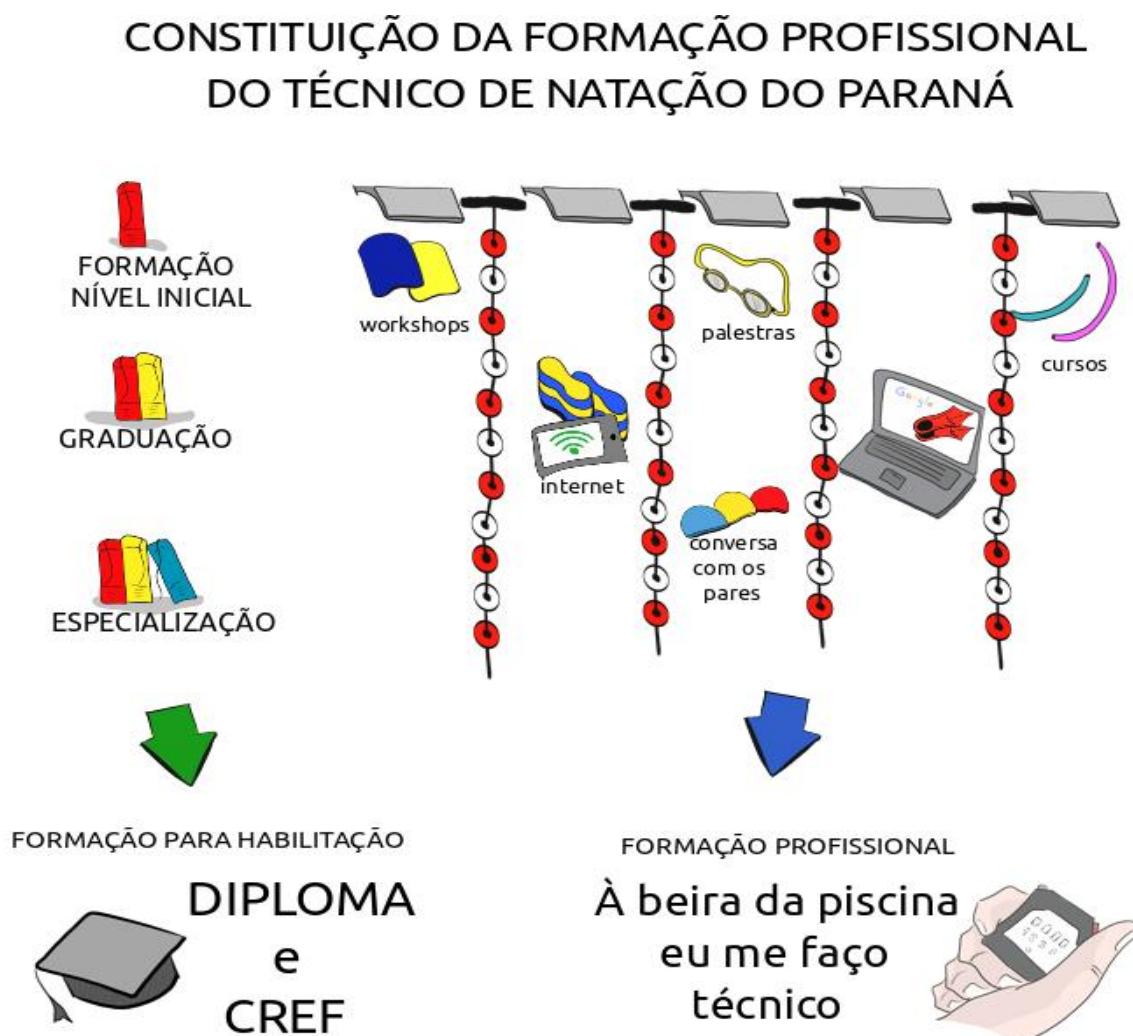 CONSTITUIÇÃO DA FORMAÇÃO PROFISSIONAL
DO TÉCNICO DE NATAÇÃO DO PARANÁ
FORMAÇÃO
NÍVEL INICIAL
GRADUAÇÃO
ESPECIALIZAÇÃO
workshops
palestras
cursos
internet
Google
conversa
com os
pares
FORMAÇÃO PARA HABILITAÇÃO
DIPLOMA
e
CREF
FORMAÇÃO PROFISSIONAL
À beira da piscina
eu me faço
técnico